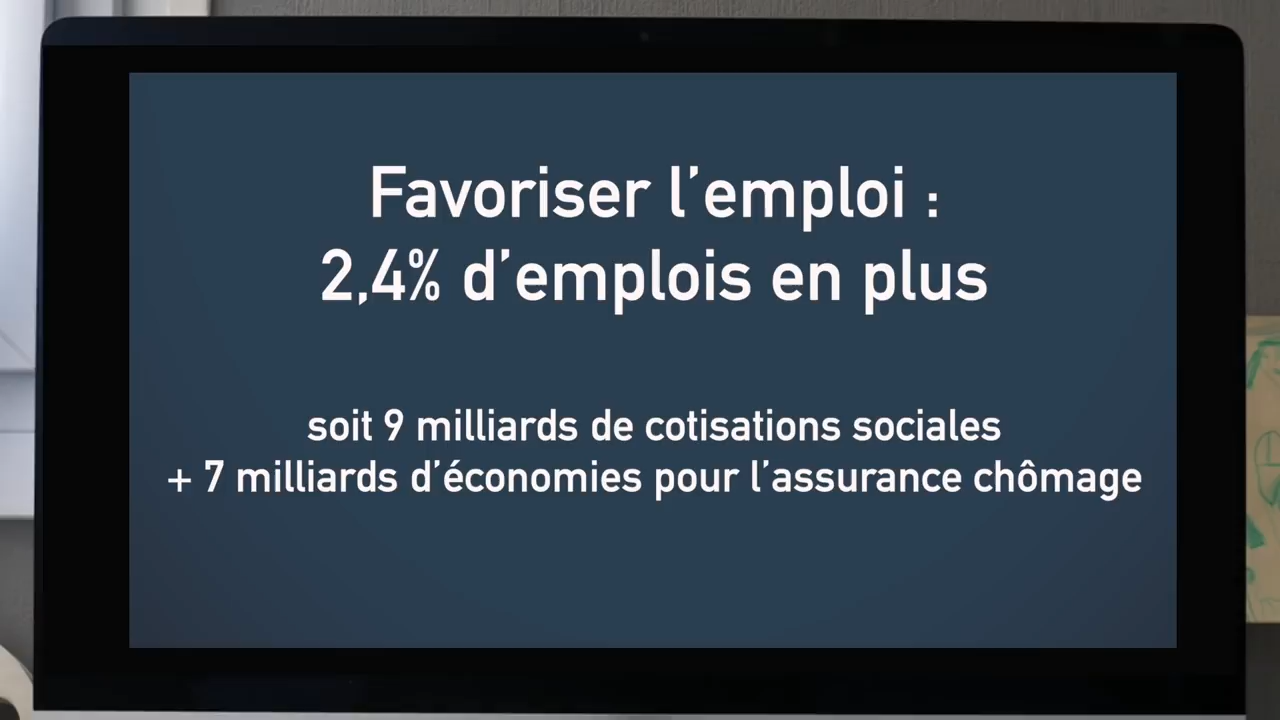 Favoriser l’emploi :
2,4% d’emplois en plus
soit 9 milliards de cotisations sociales
+ 7 milliards d’économies pour l’assurance chômage